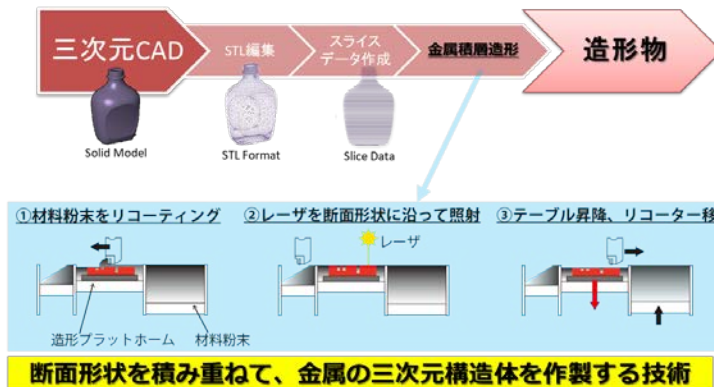 三次元CAD
STL編集
スライス
データ作成
金属積層造形
造形物
Solid Model
STL Format
Slice Data
①材料粉末をリコーティング
②レーザを断面形状に沿って照射
③テーブル昇降、リコーター移
レーザ
造形プラットホーム
材料粉末
断面形状を積み重ねて、金属の三次元構造体を作製する技術